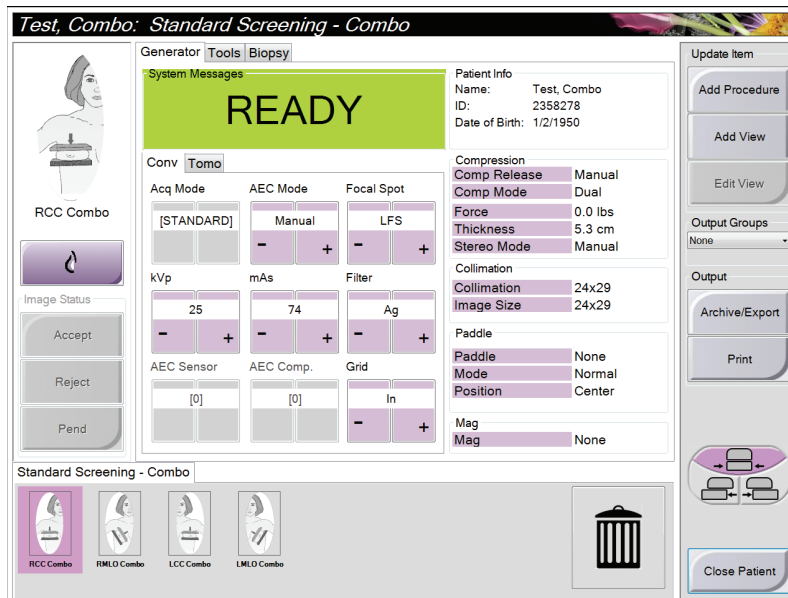 Test, Combo: Standard Screening - Combo
RCC Combo
Image Status
Accept
Reject
Pend
Generator Tools Biopsy
System Messages
READY
Conv Tomo
Acq Mode AEC Mode Focal Spot
[STANDARD] Manual LFS
- + - +
kVp mAs Filter
25 74 Ag
- + - + - +
AEC Sensor AEC Comp. Grid
[0] [0] In
- +
Patient Info
Name: Test, Combo
ID: 2358278
Date of Birth: 1/2/1950
Compression
Comp Release Manual
Comp Mode Dual
Force 0.0 lbs
Thickness 5.3 cm
Stereo Mode Manual
Collimation
Collimation 24x29
Image Size 24x29
Paddle
Paddle None
Mode Normal
Position Center
Mag
Mag None
Update Item
Add Procedure
Add View
Edit View
Output Groups
None
Output
Archive/Export
Print
Close Patient
Standard Screening - Combo
RCC Combo RMLO Combo LCC Combo LMLO Combo